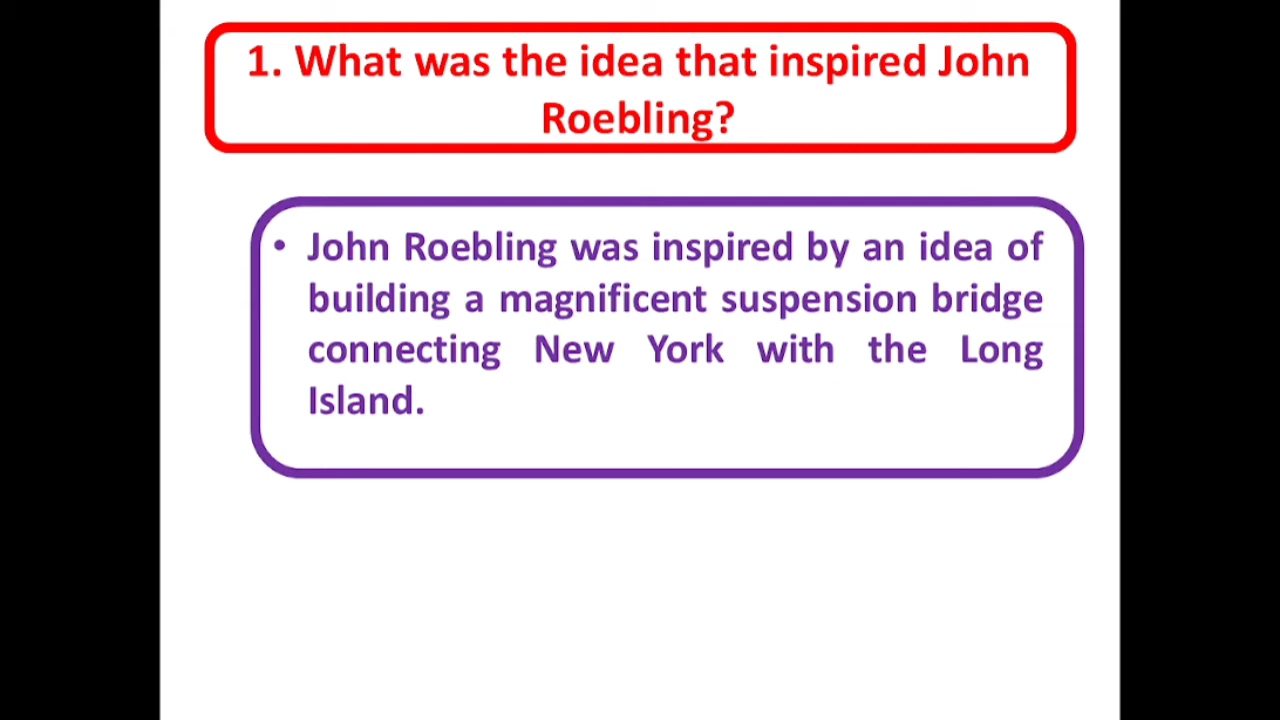 1. What was the idea that inspired John
Roebling?
• John Roebling was inspired by an idea of
building a magnificent suspension bridge
connecting New York with the Long
Island.